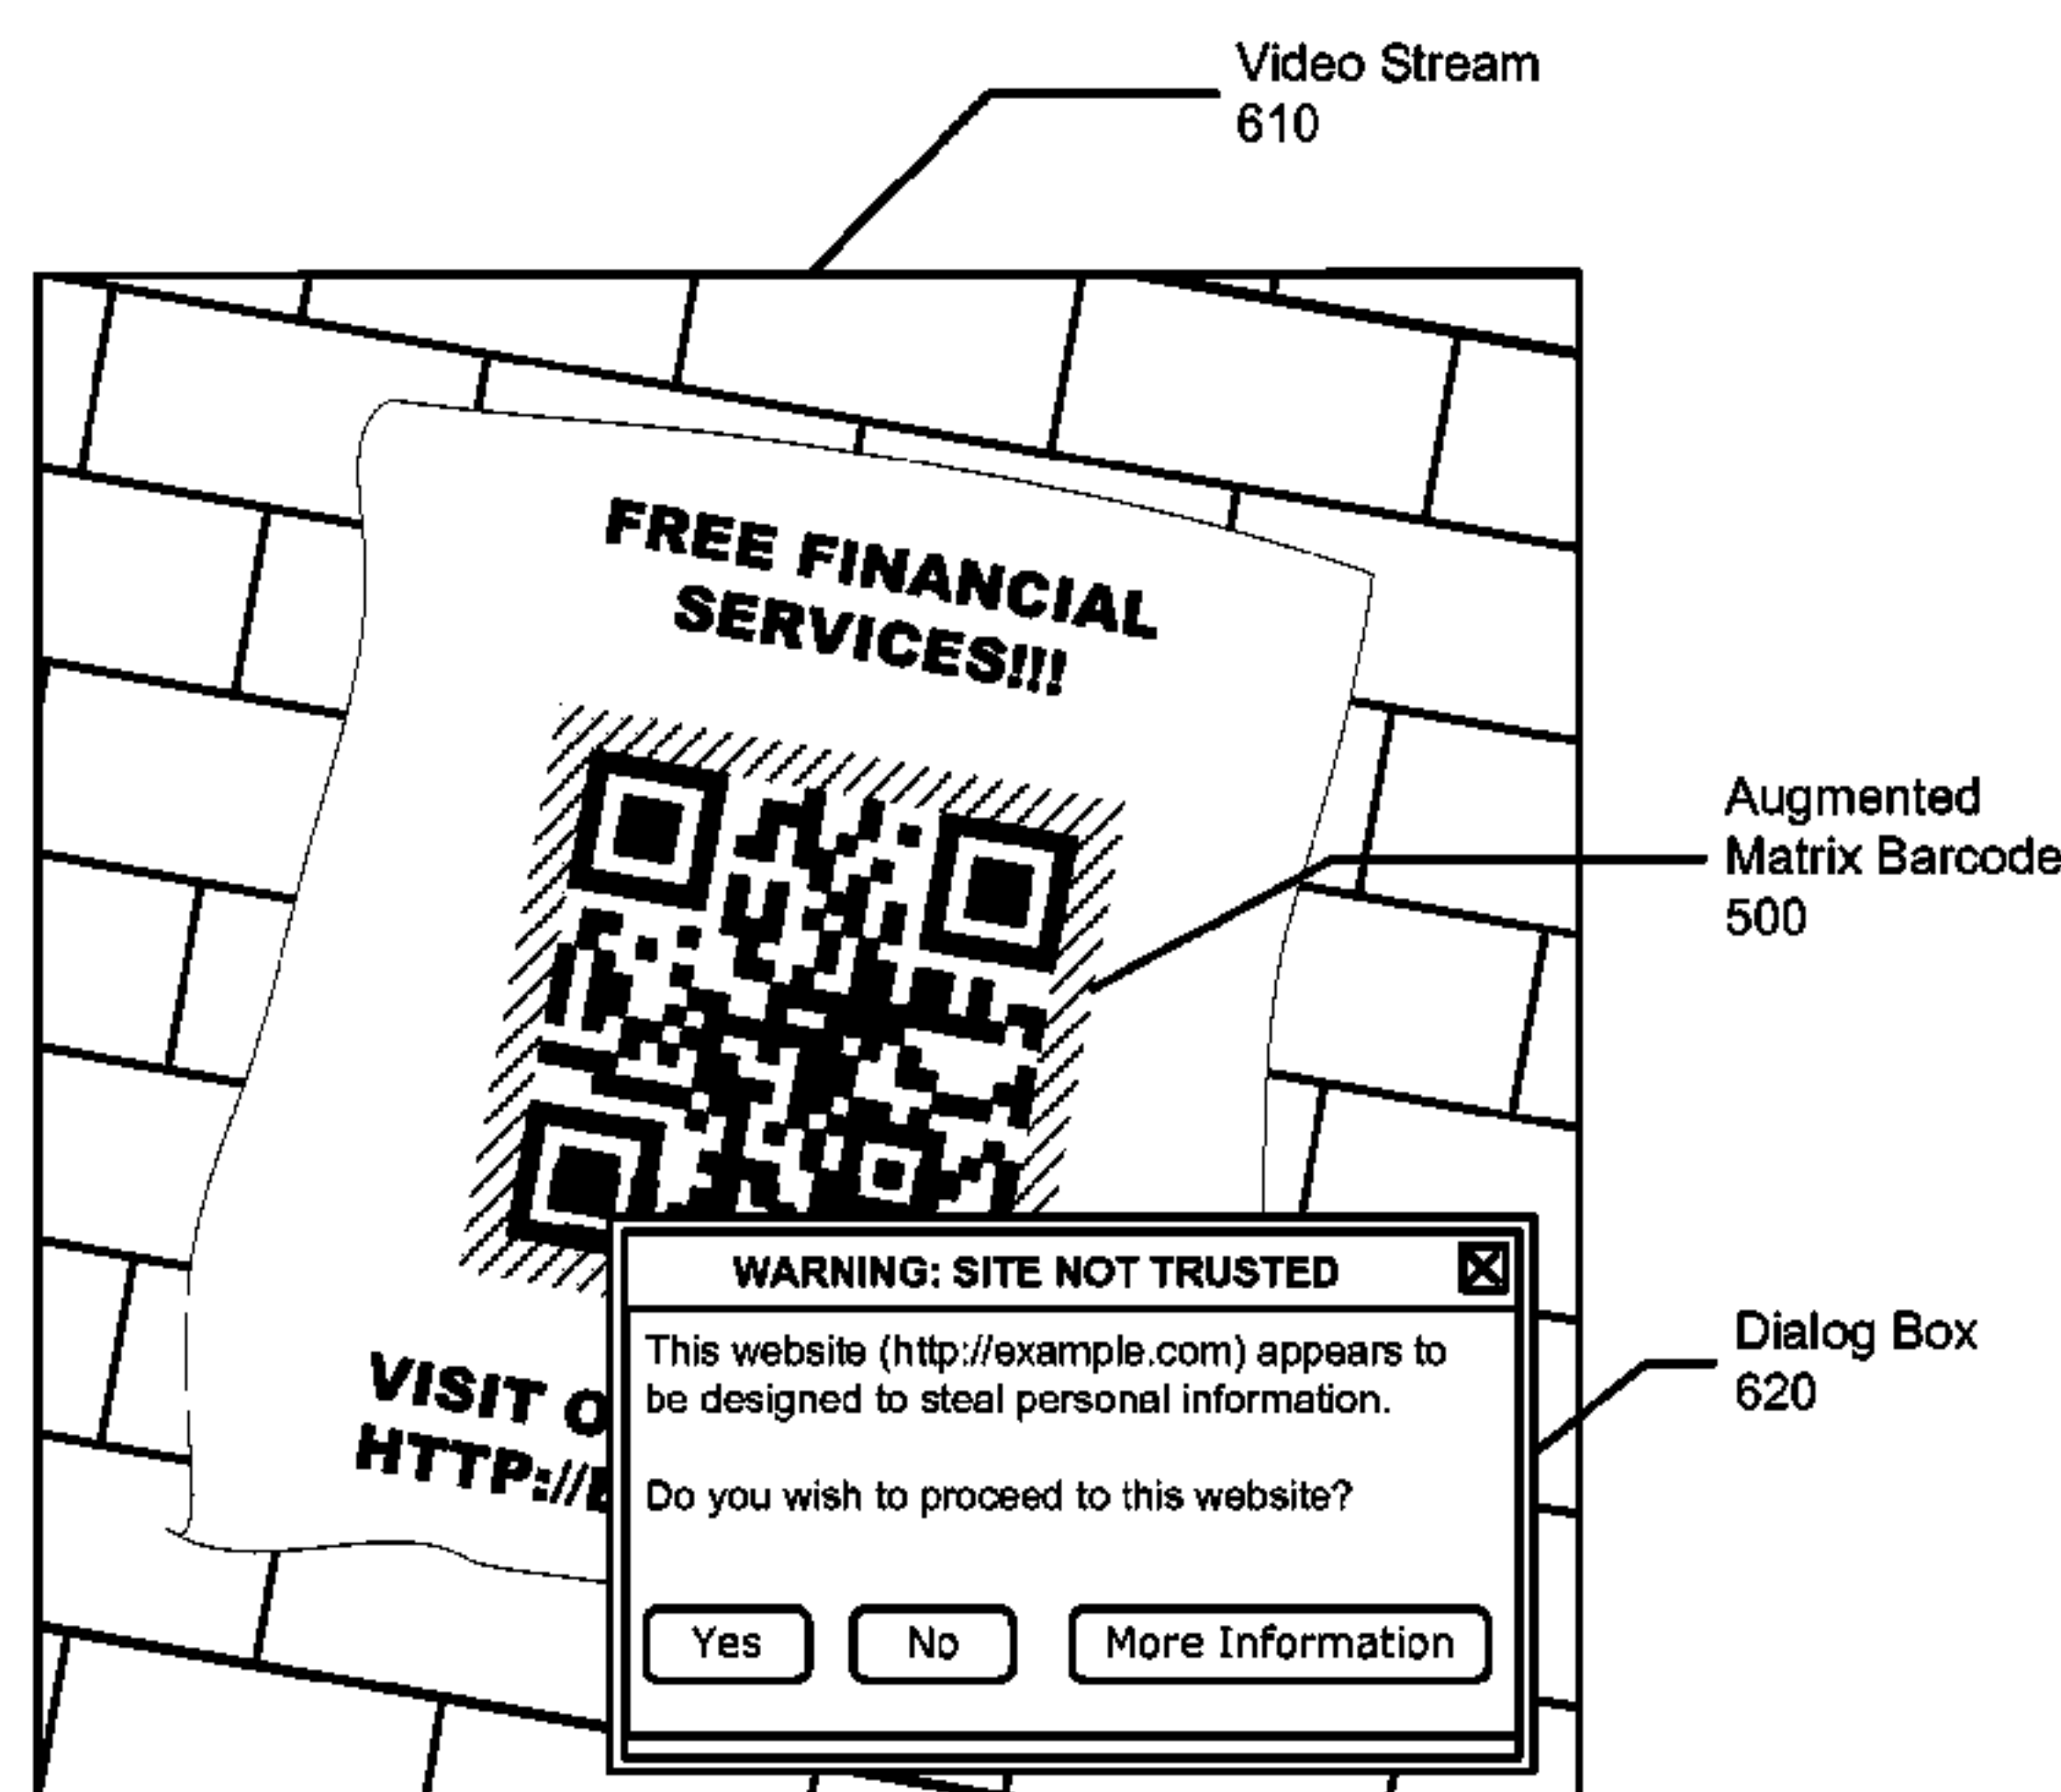 Video Stream
610
FREE FINANCIAL
SERVICES!!!
Augmented
Matrix Barcode
500
WARNING: SITE NOT TRUSTED
This website (http://example.com) appears to
be designed to steal personal information.
Do you wish to proceed to this website?
Yes No More Information
Dialog Box
620
VISIT O
HTTP://E